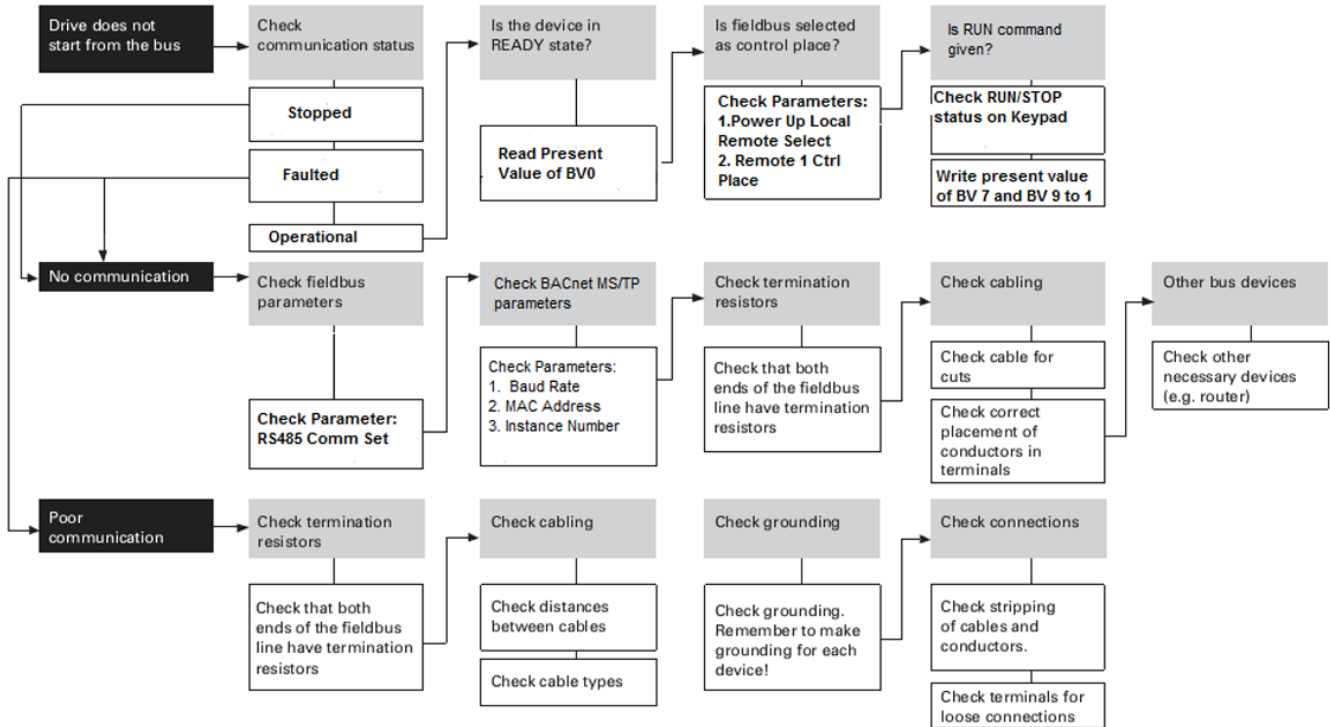 Drive does not
start from the bus
Check
communication status
Stopped
Faulted
Operational
Is the device in
READY state?
Read Present
Value of BV0
Is fieldbus selected
as control place?
Check Parameters:
1.Power Up Local
Remote Select
2. Remote 1 Ctrl
Place
Is RUN command
given?
Check RUN/STOP
status on Keypad
Write present value
of BV 7 and BV 9 to 1
No communication
Check fieldbus
parameters
Check Parameter:
RS485 Comm Set
Check BACnet MS/TP
parameters
Check Parameters:
1. Baud Rate
2. MAC Address
3. Instance Number
Check termination
resistors
Check that both
ends of the fieldbus
line have termination
resistors
Check cabling
Check cable for
cuts
Check correct
placement of
conductors in
terminals
Other bus devices
Check other
necessary devices
(e.g. router)
Poor
communication
Check termination
resistors
Check that both
ends of the fieldbus
line have termination
resistors
Check cabling
Check distances
between cables
Check cable types
Check grounding
Check grounding.
Remember to make
grounding for each
device!
Check connections
Check stripping
of cables and
conductors.
Check terminals for
loose connections